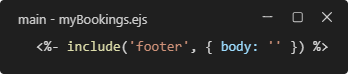 main - myBookings.ejs
<%- include('footer', { body: '' }) %>